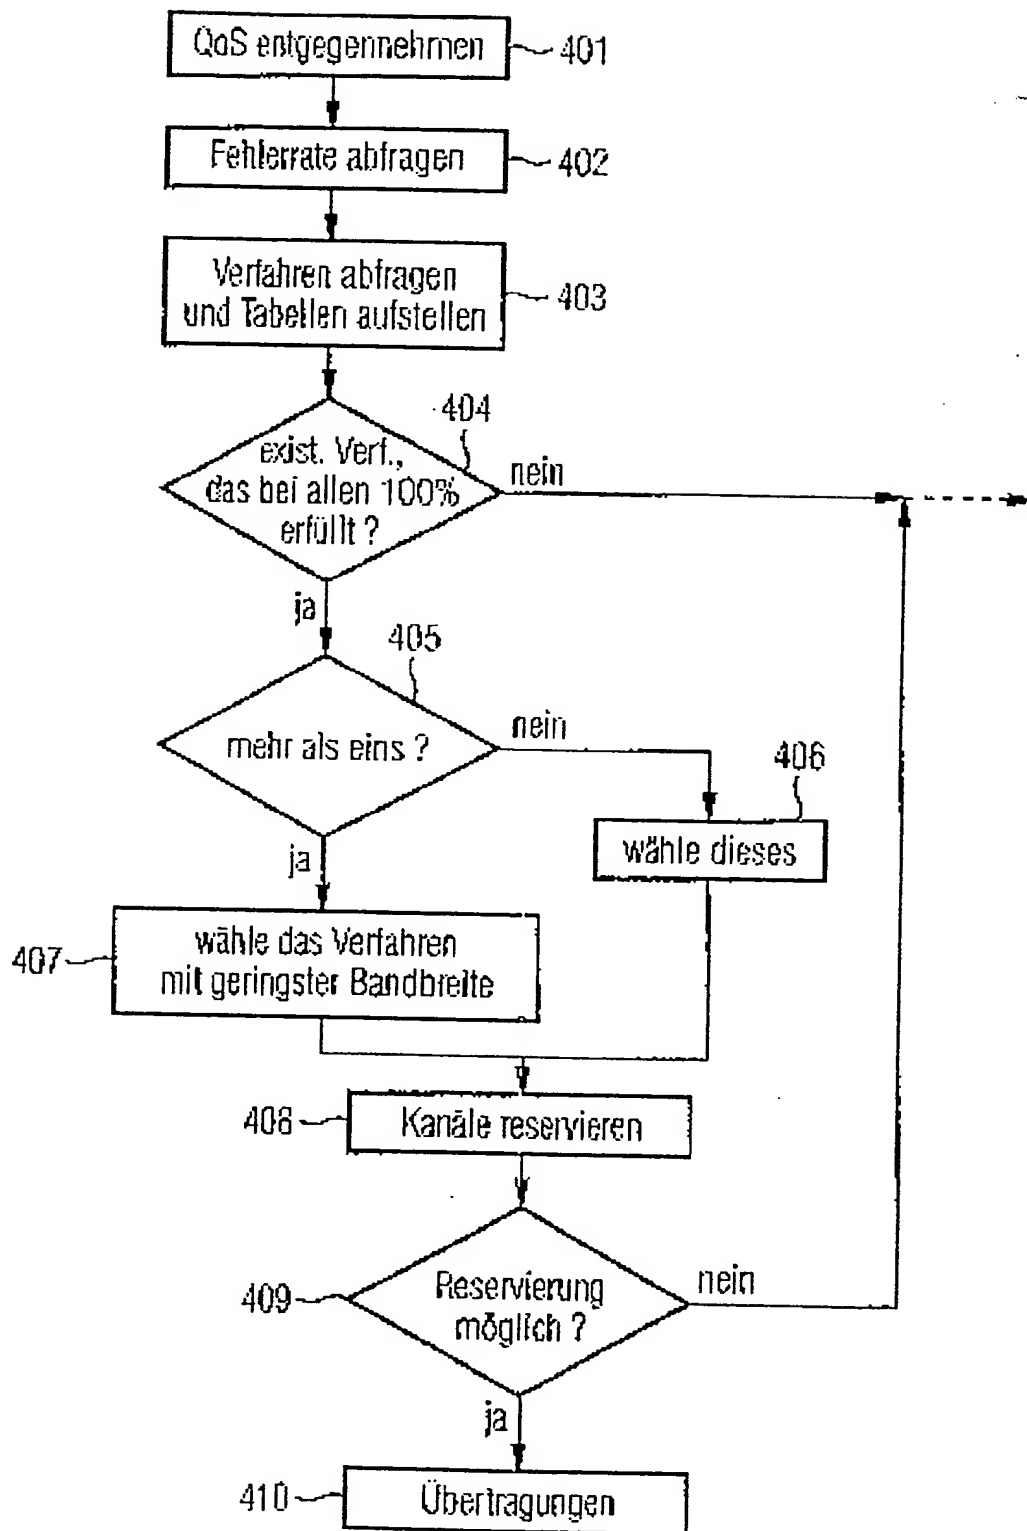 QoS entgegennehmen
401
Fehlerrate abfragen
402
Verfahren abfragen
und Tabellen aufstellen
403
404
exist. Verf.,
das bei allen 100%
erfüllt ?
nein
ja
405
mehr als eins ?
nein
406
wähle dieses
ja
407
wähle das Verfahren
mit geringster Bandbreite
408
Kanäle reservieren
409
Reservierung
möglich ?
nein
ja
410
Übertragungen